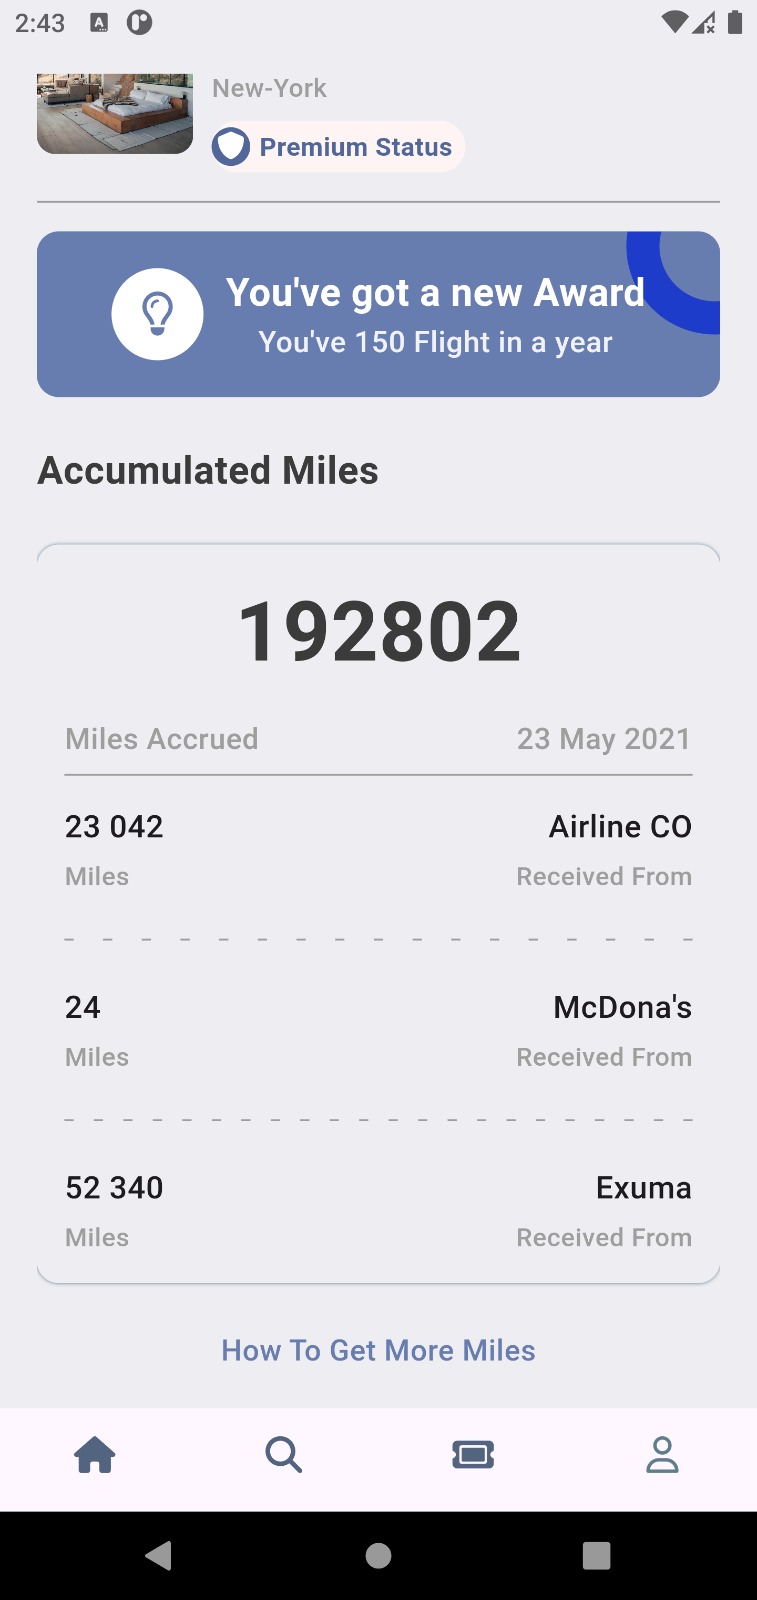 2:43
New-York
Premium Status
You've got a new Award
You've 150 Flight in a year
Accumulated Miles
192802
Miles Accrued 23 May 2021
23 042 Airline CO
Miles Received From
24 McDona's
Miles Received From
52 340 Exuma
Miles Received From
How To Get More Miles